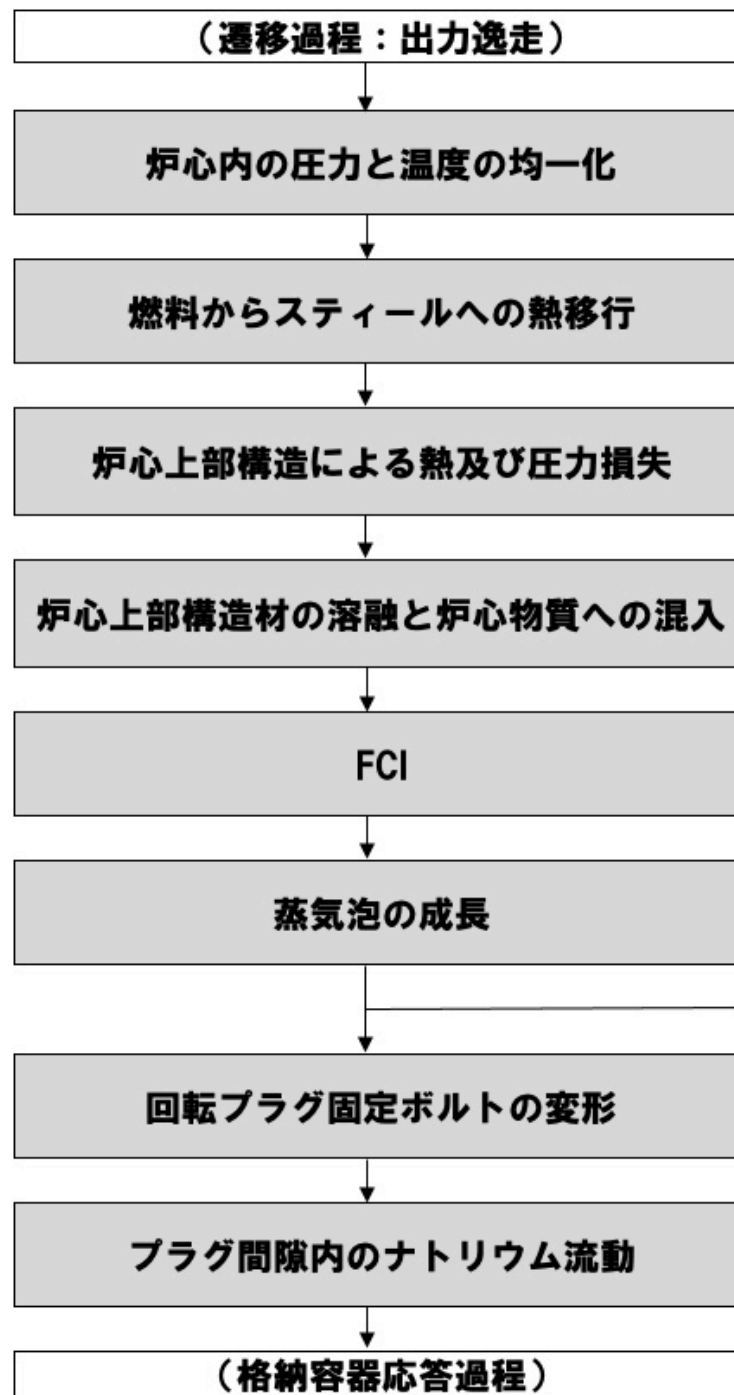 （遷移過程：出力逸走）
炉心内の圧力と温度の均一化
燃料からスティールへの熱移行
炉心上部構造による熱及び圧力損失
炉心上部構造材の溶融と炉心物質への混入
FCI
蒸気泡の成長
回転プラグ固定ボルトの変形
プラグ間隙内のナトリウム流動
（格納容器応答過程）